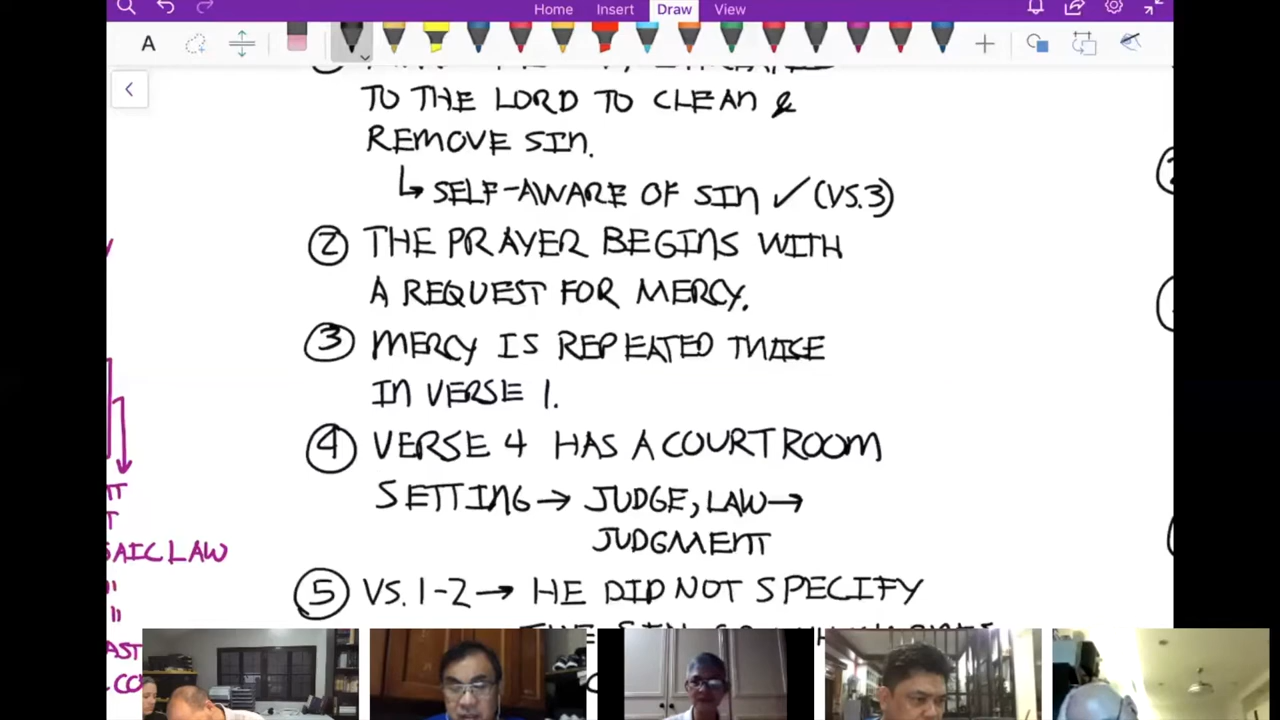 Home Insert Draw View
A
TO THE LORD TO CLEAN &
REMOVE SIN.
↳ SELF-AWARE OF SIN ✓ (VS.3)
② THE PRAYER BEGINS WITH
A REQUEST FOR MERCY.
③ MERCY IS REPEATED TWICE
IN VERSE 1.
④ VERSE 4 HAS A COURTROOM
SETTING → JUDGE, LAW →
JUDGMENT
⑤ VS. 1-2 → HE DID NOT SPECIFY
SAIC LAW
"
"
AST